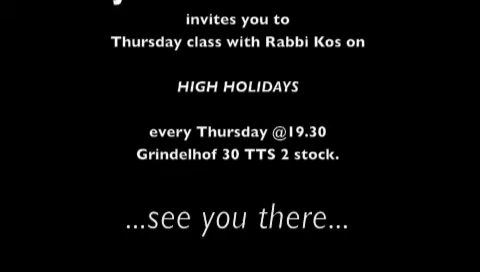 invites you to
Thursday class with Rabbi Kos on
HIGH HOLIDAYS
every Thursday @19.30
Grindelhof 30 TTS 2 stock.
...see you there...